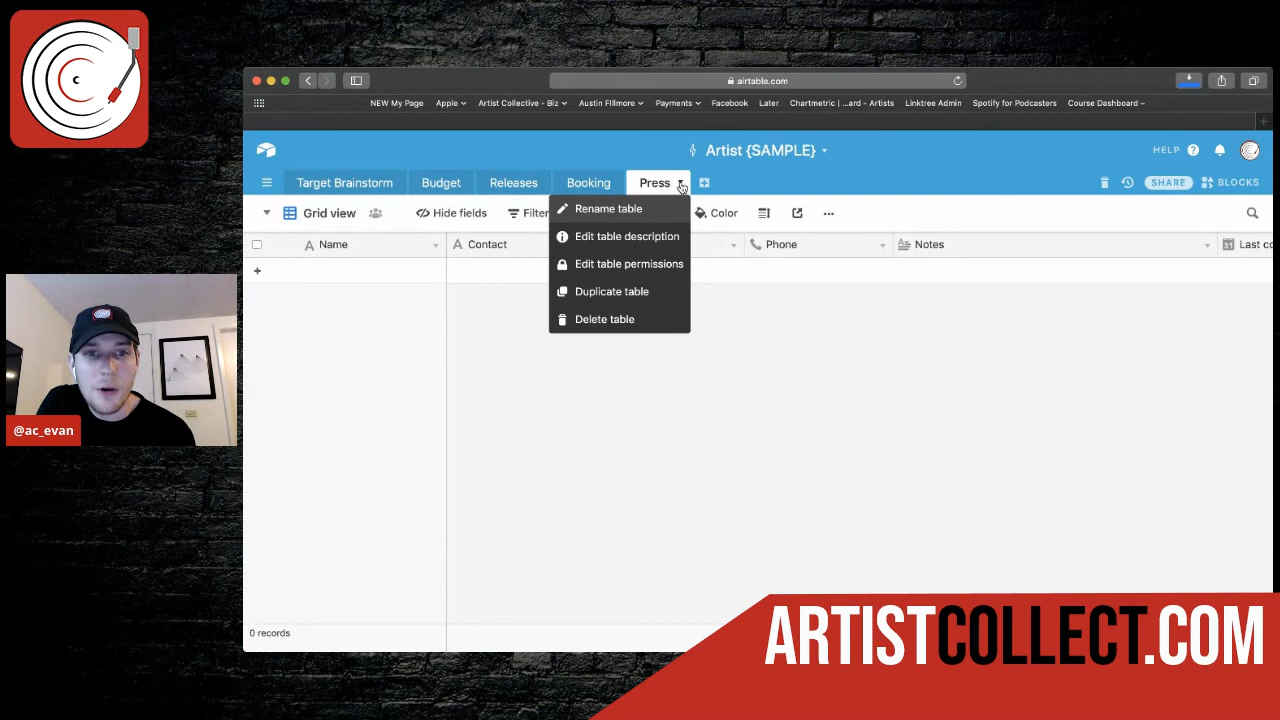 airtable.com
NEW My Page Apple Artist Collective - Biz Austin FIllmore Payments Facebook Later Chartmetric | ...ard - Artists Linktree Admin Spotify for Podcasters Course Dashboard –
Artist {SAMPLE}
HELP
Target Brainstorm Budget Releases Booking Press
SHARE BLOCKS
Grid view Hide fields Filter Color
Rename table
Name Contact Phone Notes Last co
Edit table description
Edit table permissions
Duplicate table
Delete table
@ac_evan
0 records
ARTISTCOLLECT.COM